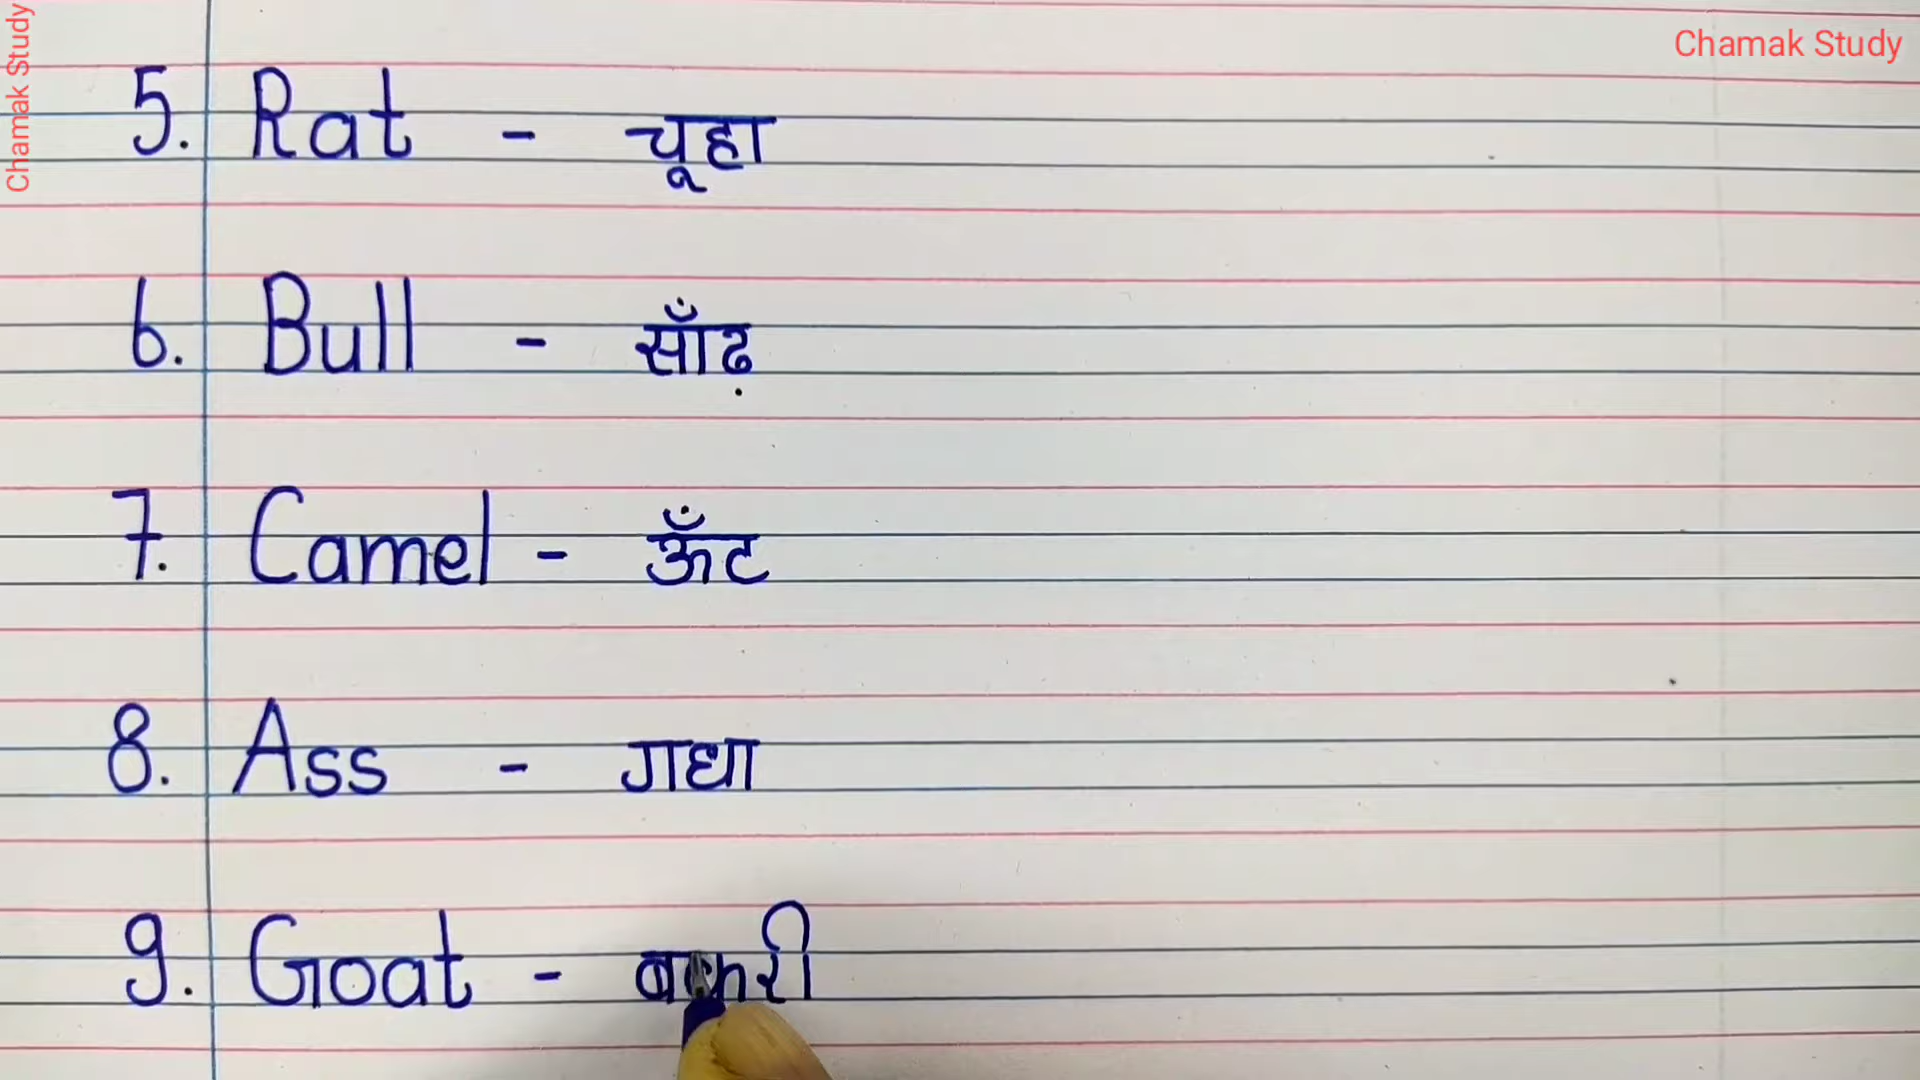 Chamak Study
Chamak Study
5. Rat - चूहा
6. Bull - साँढ़
7. Camel - ऊँट
8. Ass - गधा
9. Goat - बकरी